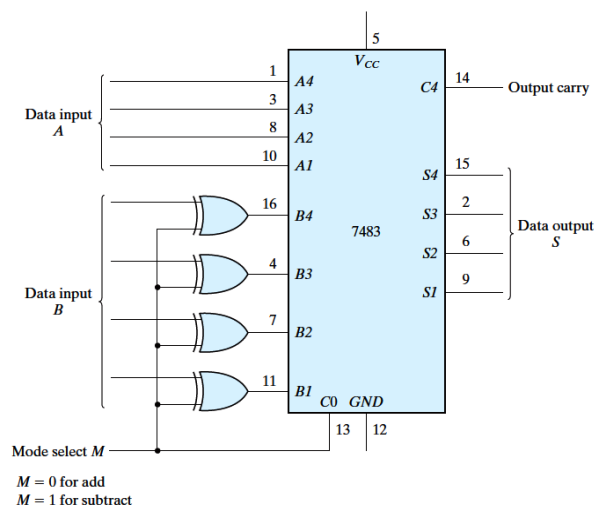 5
VCC
1 A4
C4 14 Output carry
3 A3
Data input
A
8 A2
10 A1
S4 15
16 B4
S3 2
7483
Data output
S
S2 6
4 B3
S1 9
Data input
B
7 B2
11 B1
C0 GND
13 12
Mode select M
M = 0 for add
M = 1 for subtract